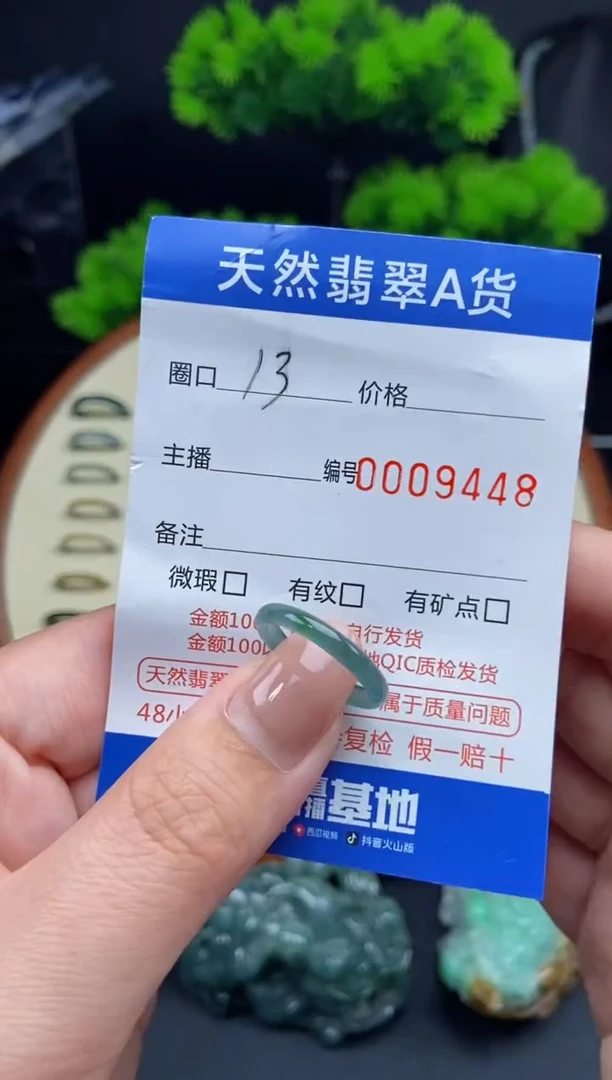 天然翡翠A货
圈口 13 价格
主播 编号0009448
备注
微瑕□ 有纹□ 有矿点□
金额10 自行发货
金额100 QIC质检发货
天然翡翠 属于质量问题
48小 复检 假一赔十
直播基地
西瓜视频 抖音火山版